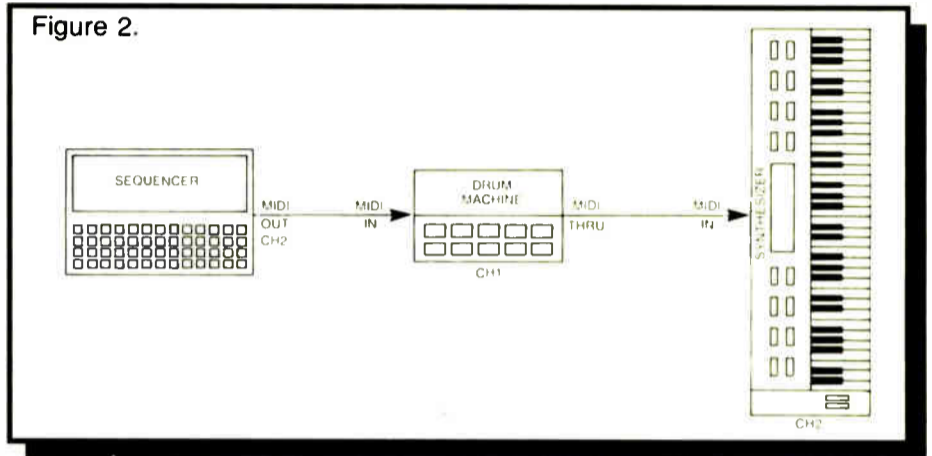 Figure 2.
SEQUENCER
MIDI
OUT
CH2
MIDI
IN
DRUM
MACHINE
CH1
MIDI
THRU
MIDI
IN
SYNTHESIZER
CH2